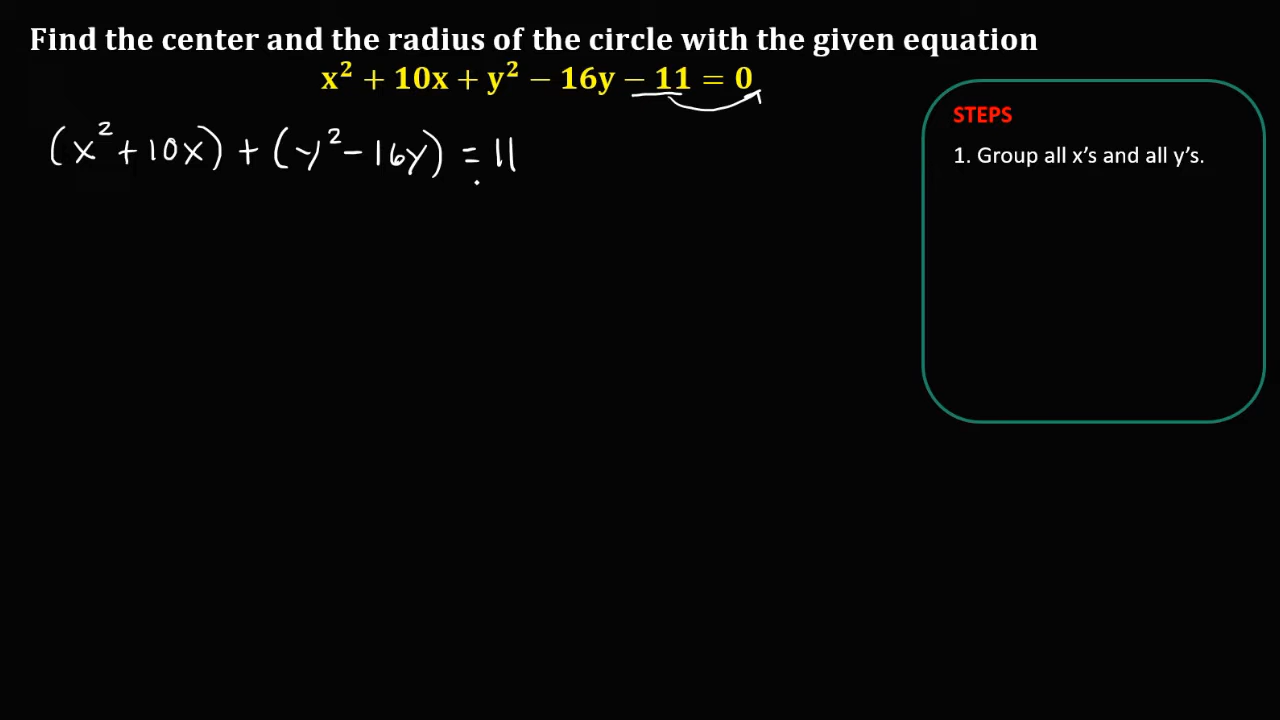 Find the center and the radius of the circle with the given equation
x² + 10x + y² − 16y − 11 = 0
(x² + 10x) + (y² − 16y) = 11
STEPS
1. Group all x’s and all y’s.